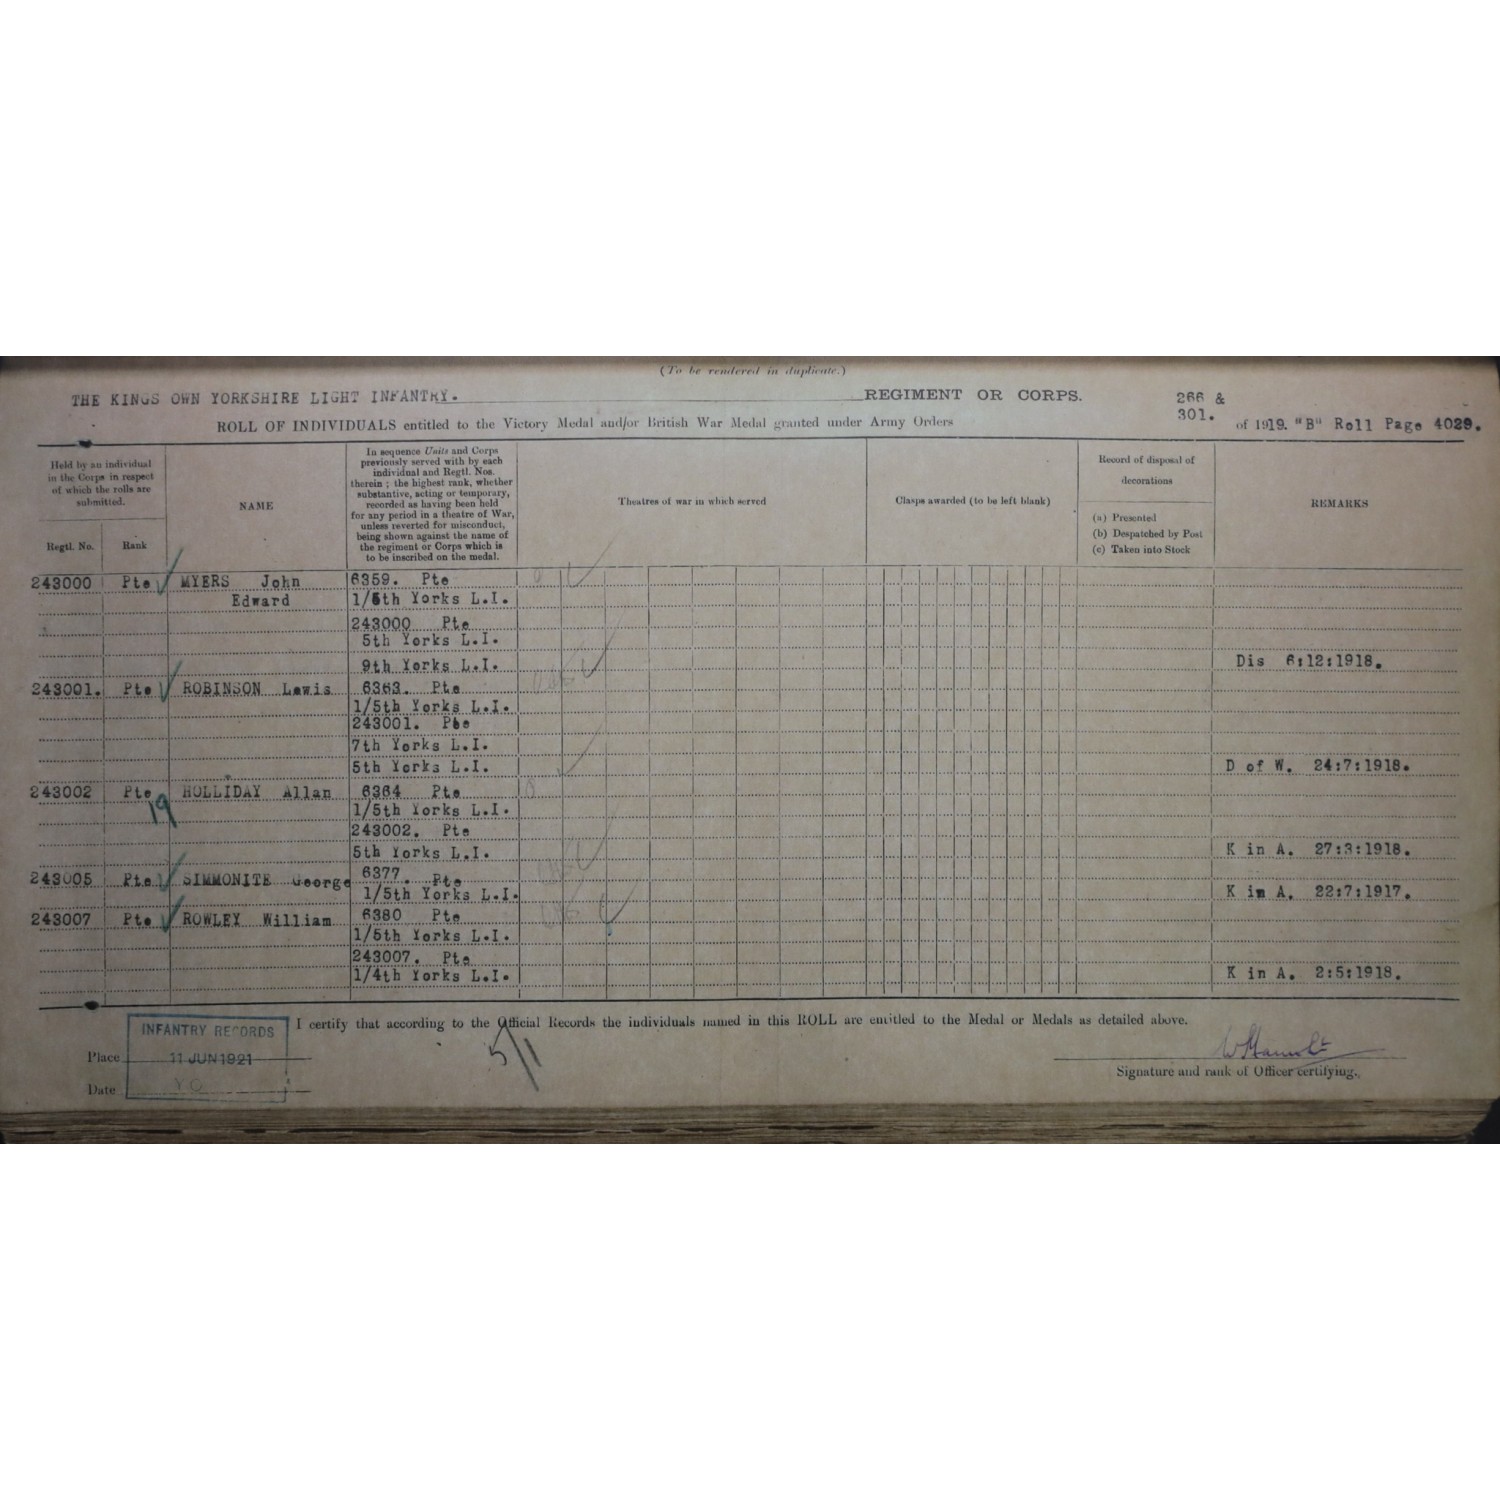 (To be rendered in duplicate.)
THE KINGS OWN YORKSHIRE LIGHT INFANTRY. REGIMENT OR CORPS. 266 & 301.
ROLL OF INDIVIDUALS entitled to the Victory Medal and/or British War Medal granted under Army Orders of 1919. "B" Roll Page 4029.
Held by an individual
in the Corps in respect
of which the rolls are
submitted.
Regtl. No. Rank
NAME
In sequence Units and Corps
previously served with by each
individual and Regtl. Nos.
therein ; the highest rank, whether
substantive, acting or temporary,
recorded as having been held
for any period in a theatre of War,
unless reverted for misconduct,
being shown against the name of
the regiment or Corps which is
to be inscribed on the medal.
Theatres of war in which served
Clasps awarded (to be left blank)
Record of disposal of
decorations
(a) Presented
(b) Despatched by Post
(c) Taken into Stock
REMARKS
243000 Pte MYERS John 6359. Pte
Edward 1/5th Yorks L.I.
243000 Pte
5th Yorks L.I.
9th Yorks L.I. Dis 6:12:1918.
243001. Pte ROBINSON Lewis 6363. Pte
1/5th Yorks L.I.
243001. Pte
7th Yorks L.I.
5th Yorks L.I. D of W. 24:7:1918.
243002 Pte HOLLIDAY Allan 6364 Pte
19 1/5th Yorks L.I.
243002. Pte
5th Yorks L.I. K in A. 27:3:1918.
243005 Pte SIMMONITE George 6377. Pte
1/5th Yorks L.I. K in A. 22:7:1917.
243007 Pte ROWLEY William 6380 Pte
1/5th Yorks L.I.
243007. Pte
1/4th Yorks L.I. K in A. 2:5:1918.
I certify that according to the Official Records the individuals named in this ROLL are entitled to the Medal or Medals as detailed above.
INFANTRY RECORDS
Place 11 JUN 1921
Date
5/1
Signature and rank of Officer certifying.